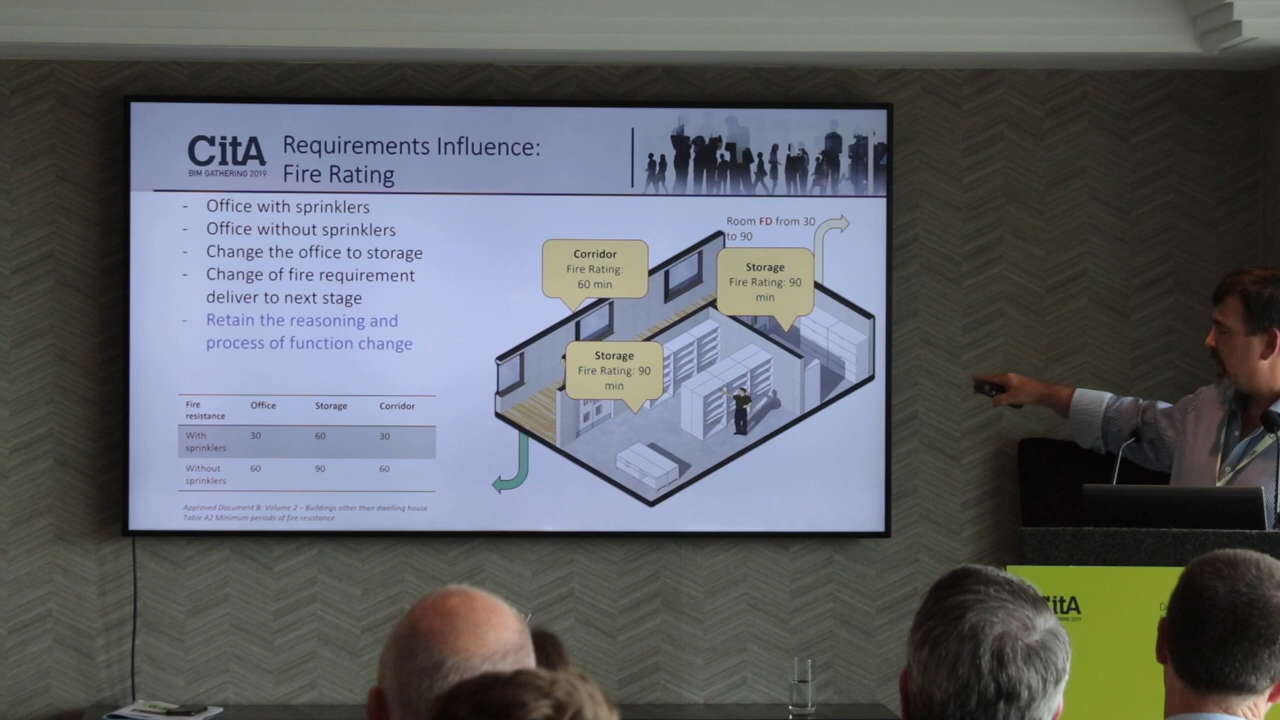 CitA
BIM GATHERING 2019
Requirements Influence:
Fire Rating
- Office with sprinklers
- Office without sprinklers
- Change the office to storage
- Change of fire requirement
deliver to next stage
- Retain the reasoning and
process of function change
Room FD from 30
to 90
Corridor
Fire Rating:
60 min
Storage
Fire Rating: 90
min
Storage
Fire Rating: 90
min
Fire resistance Office Storage Corridor
With sprinklers 30 60 30
Without sprinklers 60 90 60
Approved Document B: Volume 2 – Buildings other than dwelling house
Table A2 Minimum periods of fire resistance
itA
2019